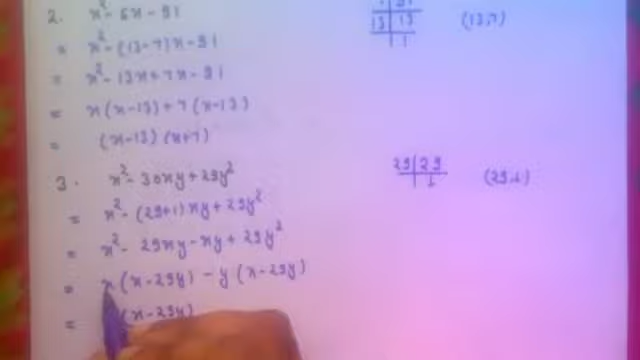 2. x² - 6x - 91
= x² - (13-7)x - 91
= x² - 13x + 7x - 91
= x(x-13) + 7(x-13)
= (x-13)(x+7)
91
13 | 13
1
(13,7)
3. x² - 30xy + 29y²
= x² - (29+1)xy + 29y²
= x² - 29xy - xy + 29y²
= x(x-29y) - y(x-29y)
= (x-29y)
29 | 29
1
(29,1)